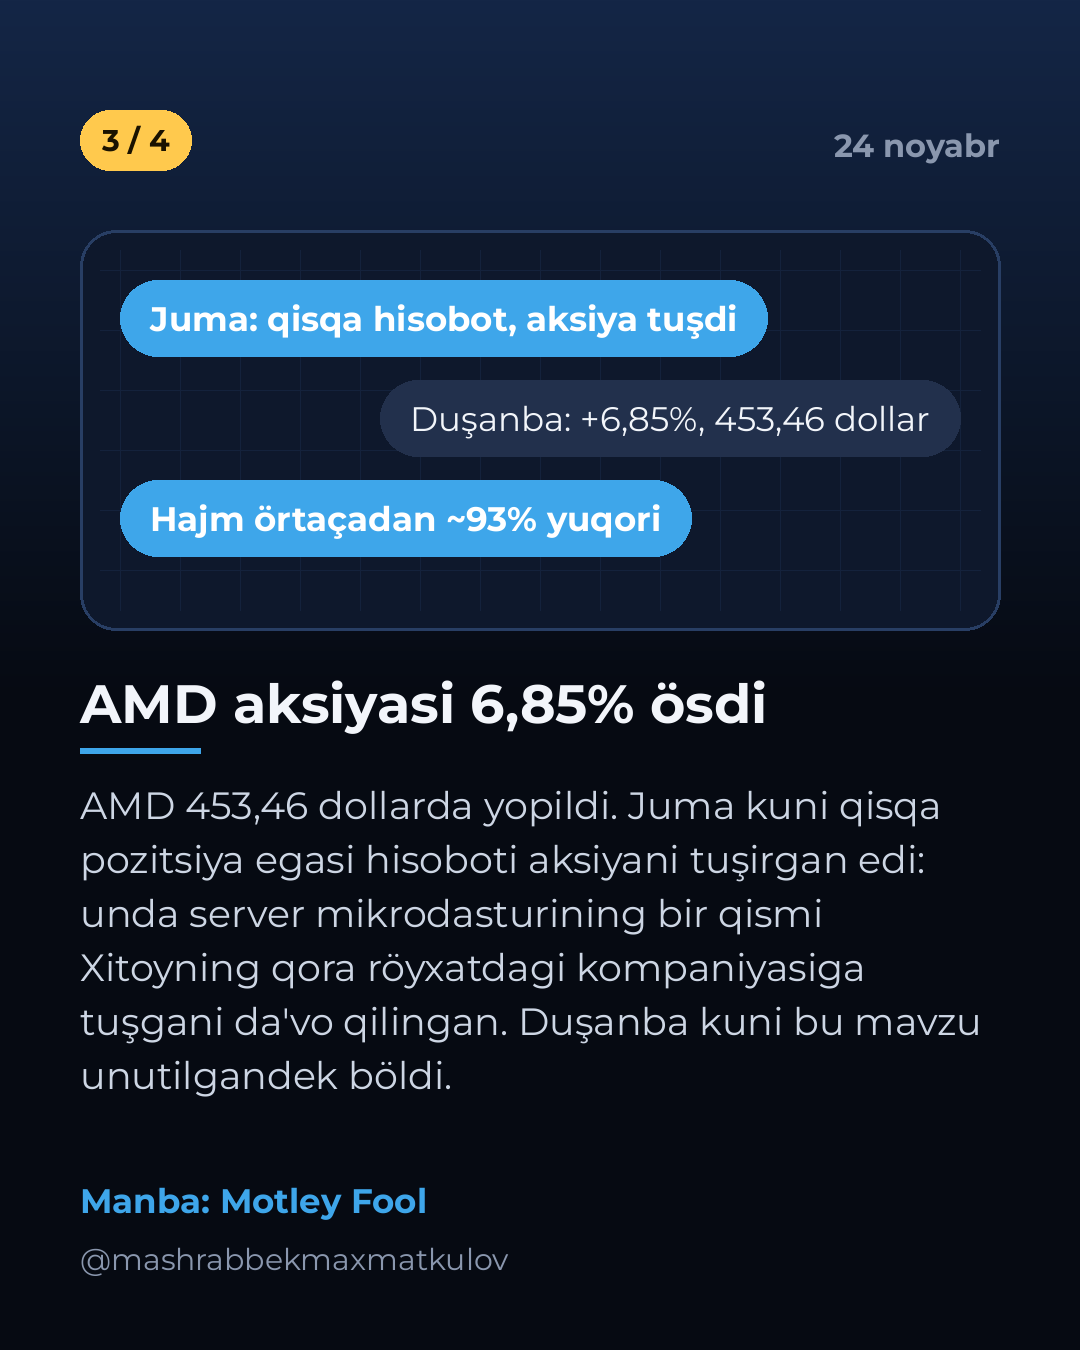 3 / 4
24 noyabr
Juma: qisqa hisobot, aksiya tuşdi
Duşanba: +6,85%, 453,46 dollar
Hajm örtaçadan ~93% yuqori
AMD aksiyasi 6,85% ösdi
AMD 453,46 dollarda yopildi. Juma kuni qisqa
pozitsiya egasi hisoboti aksiyani tuşirgan edi:
unda server mikrodasturining bir qismi
Xitoyning qora röyxatdagi kompaniyasiga
tuşgani da'vo qilingan. Duşanba kuni bu mavzu
unutilgandek böldi.
Manba: Motley Fool
@mashrabbekmaxmatkulov